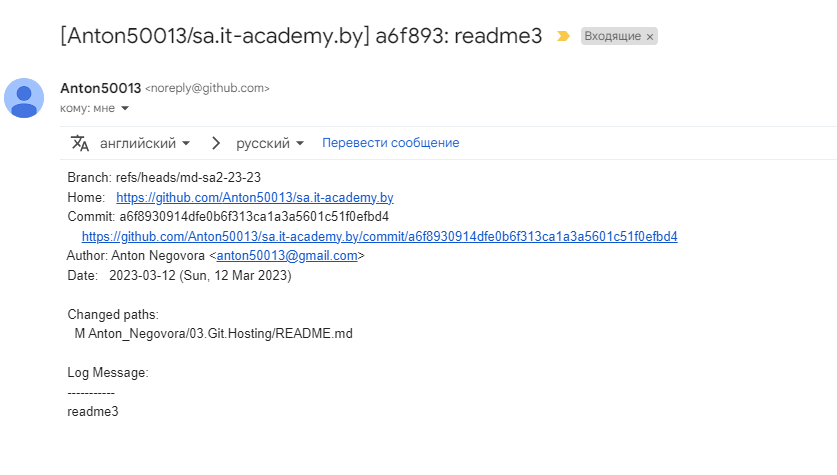 [Anton50013/sa.it-academy.by] a6f893: readme3 Входящие ×
Anton50013 <noreply@github.com>
кому: мне
английский > русский Перевести сообщение
Branch: refs/heads/md-sa2-23-23
Home: https://github.com/Anton50013/sa.it-academy.by
Commit: a6f8930914dfe0b6f313ca1a3a5601c51f0efbd4
https://github.com/Anton50013/sa.it-academy.by/commit/a6f8930914dfe0b6f313ca1a3a5601c51f0efbd4
Author: Anton Negovora <anton50013@gmail.com>
Date: 2023-03-12 (Sun, 12 Mar 2023)
Changed paths:
M Anton_Negovora/03.Git.Hosting/README.md
Log Message:
-----------
readme3